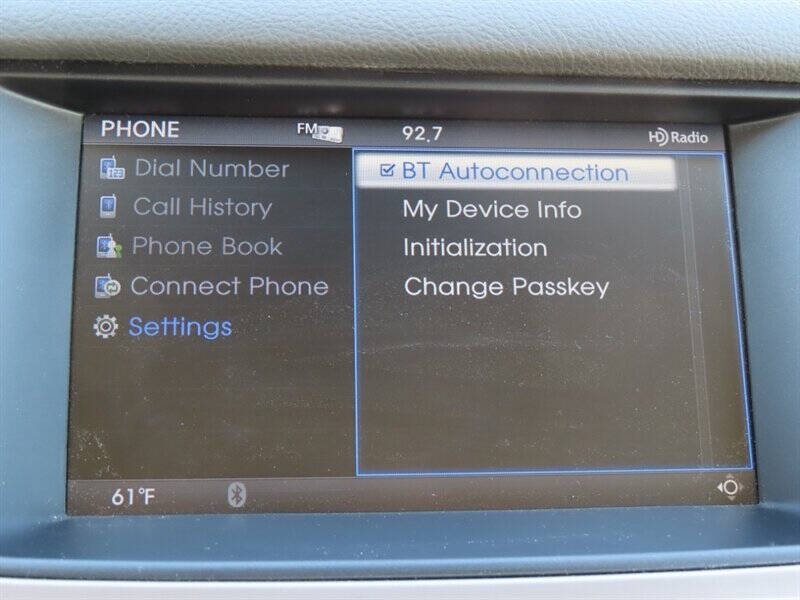 PHONE FM 92.7 HD Radio
Dial Number
Call History
Phone Book
Connect Phone
Settings
BT Autoconnection
My Device Info
Initialization
Change Passkey
61°F